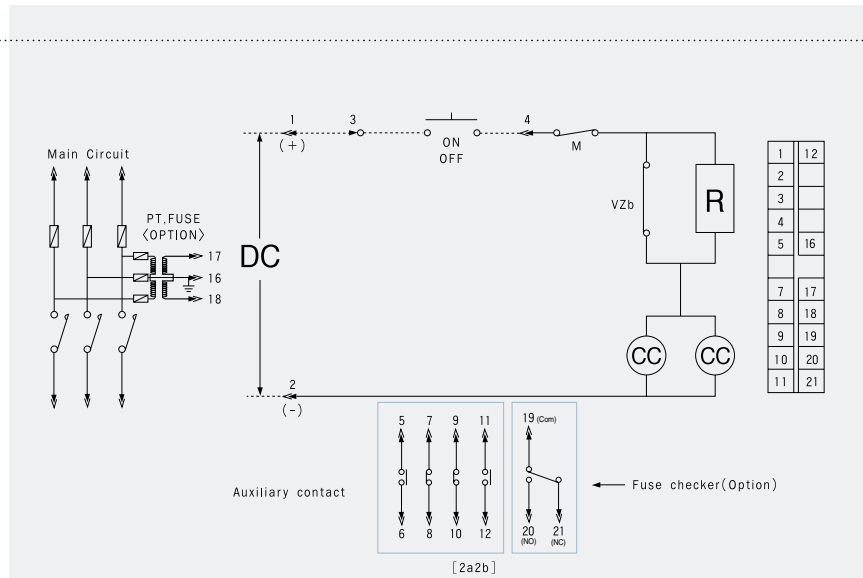 1 3 4
(+)
ON
OFF
M
Main Circuit
PT,FUSE
〈OPTION〉
17
16
18
DC
VZb
R
CC CC
2
(-)
1 12
2
3
4
5 16
7 17
8 18
9 19
10 20
11 21
5 7 9 11
19 (Com)
Auxiliary contact
Fuse checker(Option)
6 8 10 12
20 21
(NO) (NC)
[2a2b]